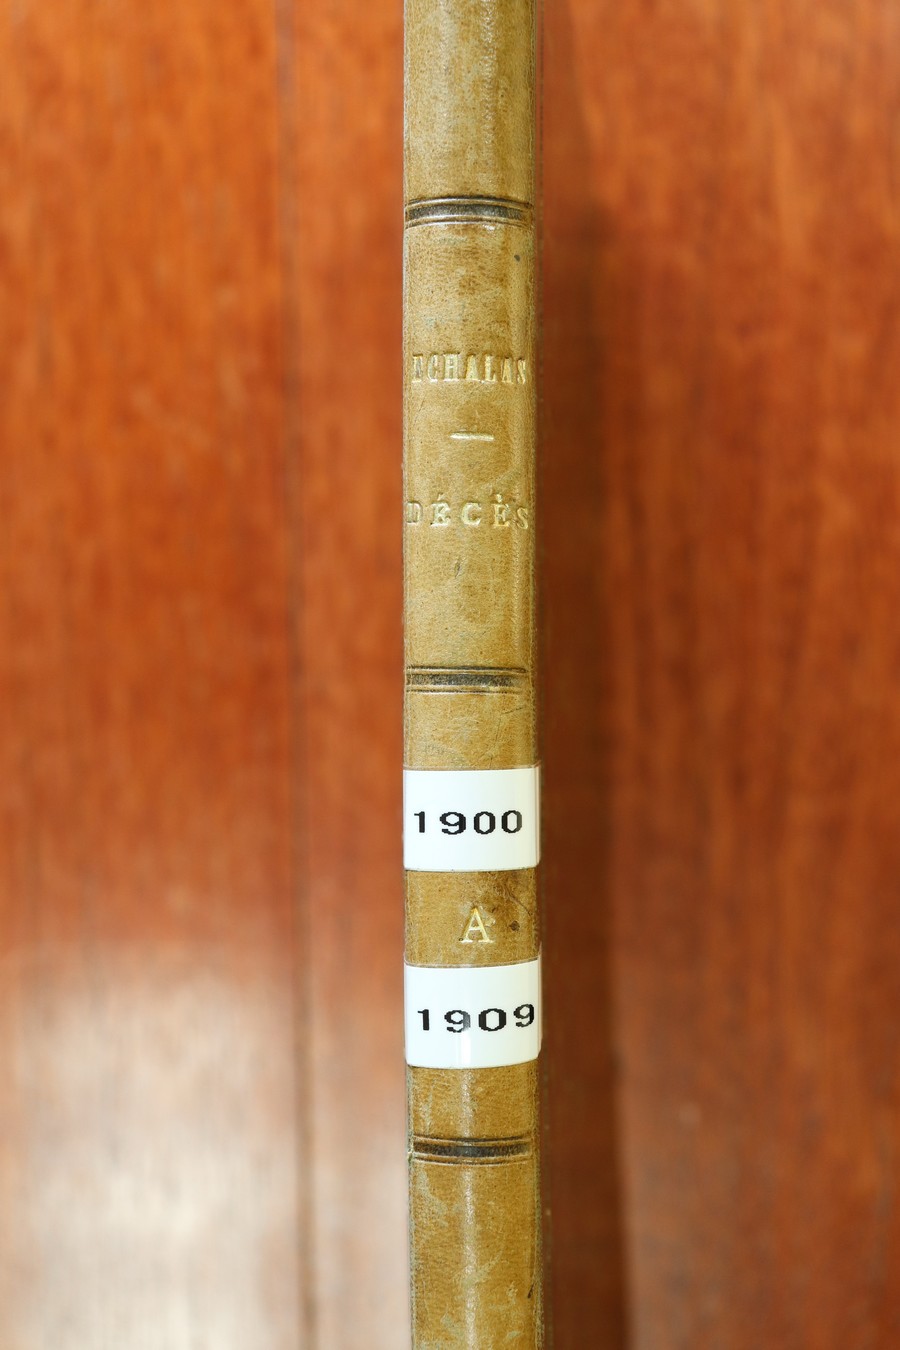 ECHALAS
DÉCÈS
1900
A
1909